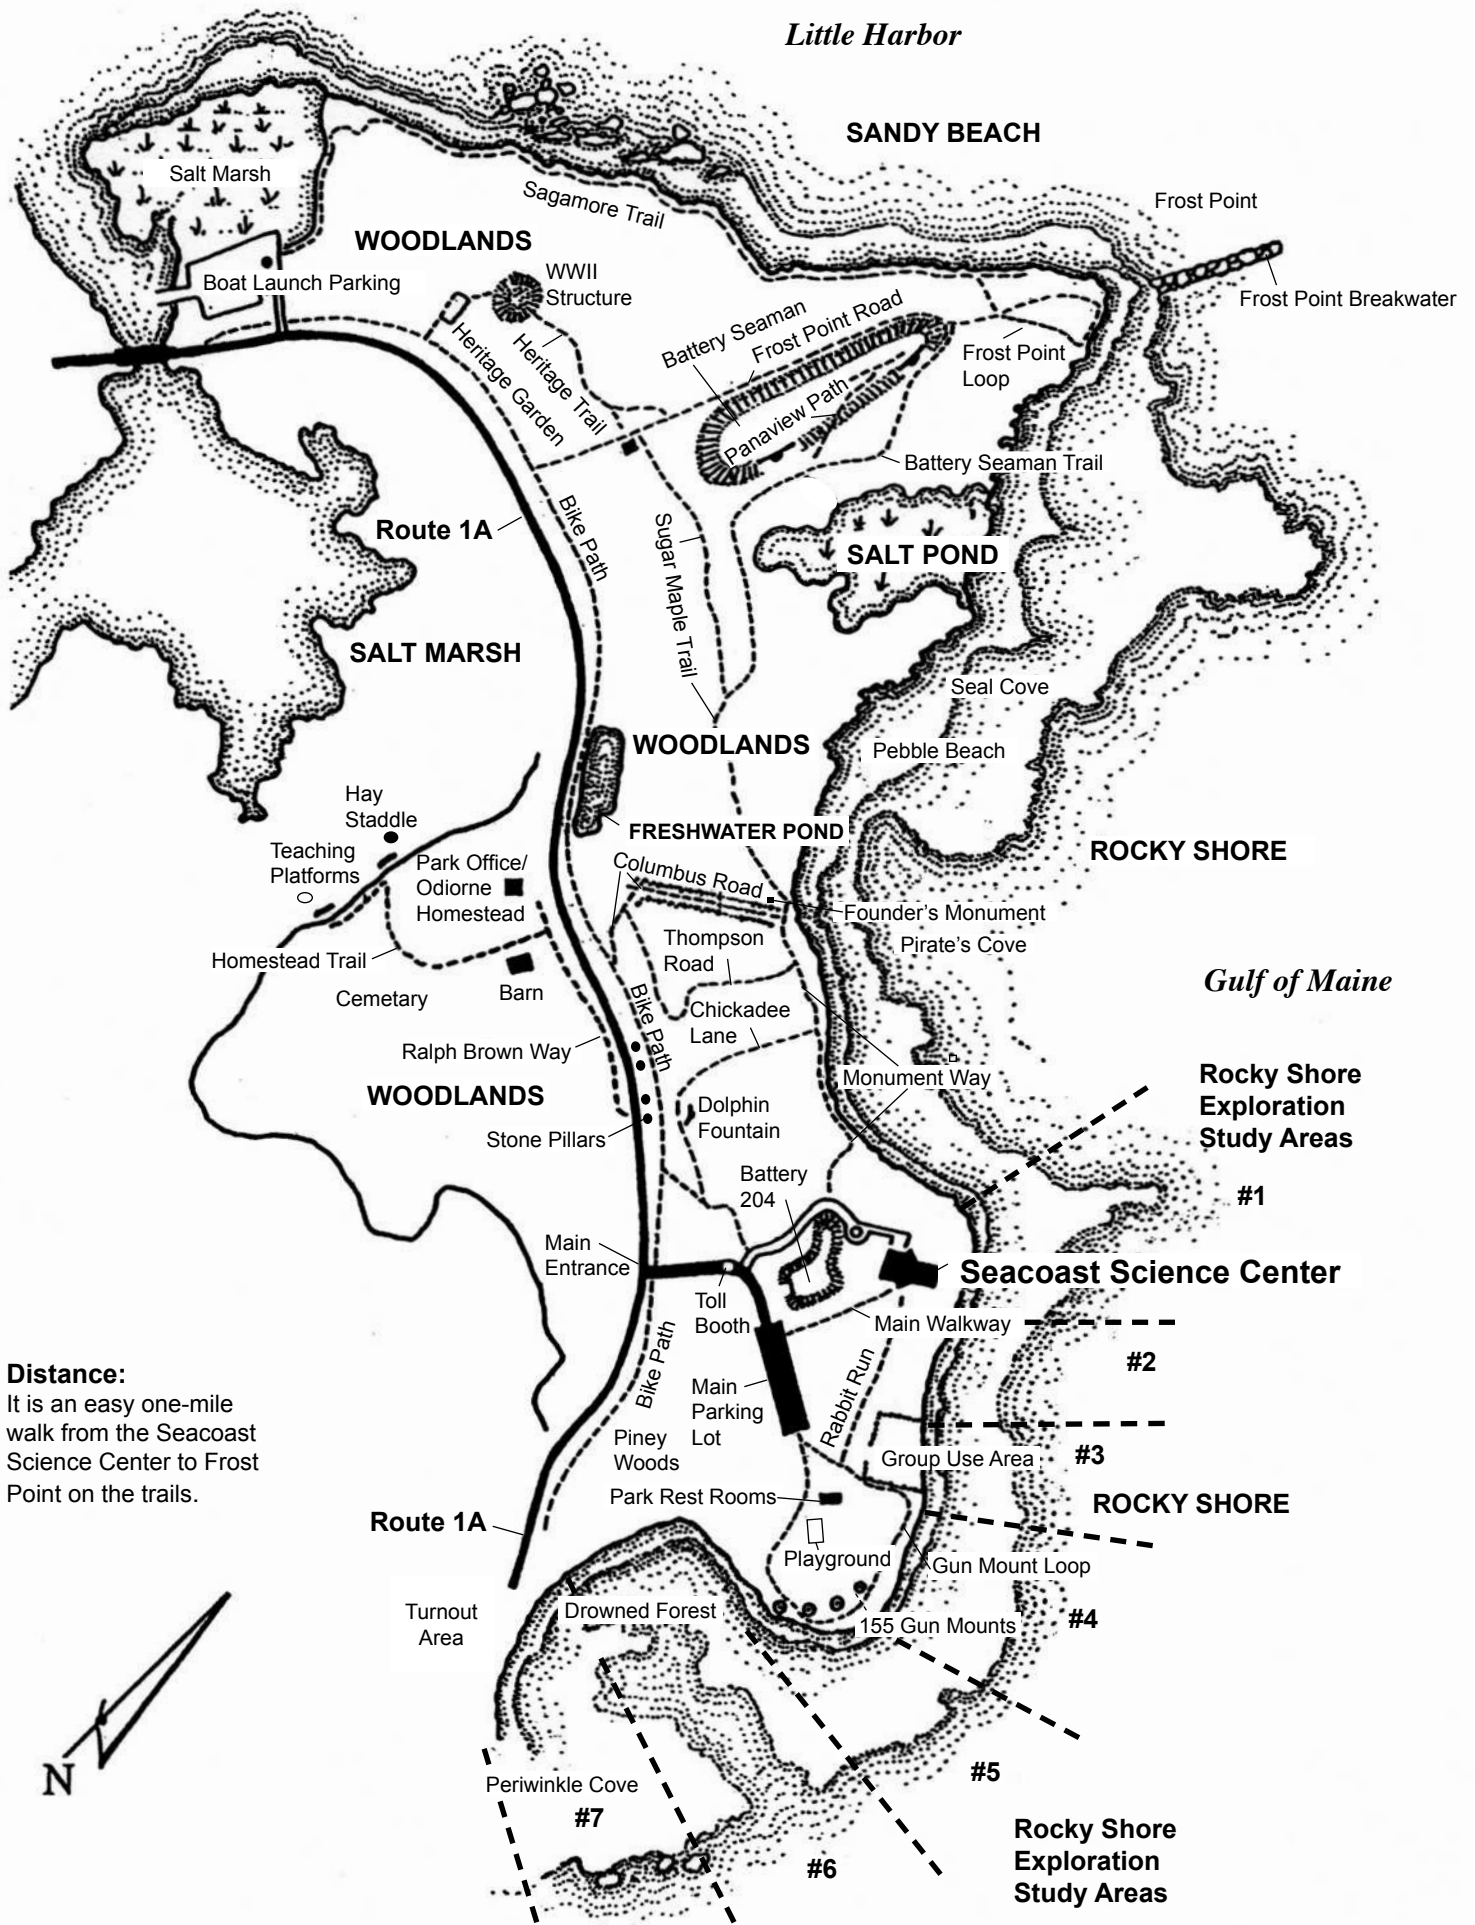 Little Harbor
SANDY BEACH
Salt Marsh
Sagamore Trail
Frost Point
WOODLANDS
WWII
Structure
Boat Launch Parking
Frost Point Breakwater
Battery Seaman
Frost Point Road
Heritage Garden
Heritage Trail
Frost Point
Loop
Panaview Path
Battery Seaman Trail
Route 1A
Bike Path
Sugar Maple Trail
SALT POND
SALT MARSH
Seal Cove
WOODLANDS
Pebble Beach
Hay
Staddle
FRESHWATER POND
ROCKY SHORE
Teaching
Platforms
Park Office/
Odiorne
Homestead
Columbus Road
Founder's Monument
Thompson
Road
Pirate's Cove
Homestead Trail
Gulf of Maine
Cemetary
Barn
Bike Path
Chickadee
Lane
Ralph Brown Way
Monument Way
Rocky Shore
Exploration
Study Areas
WOODLANDS
Dolphin
Fountain
Stone Pillars
Battery
204
#1
Main
Entrance
Seacoast Science Center
Toll
Booth
Main Walkway
#2
Distance:
It is an easy one-mile
walk from the Seacoast
Science Center to Frost
Point on the trails.
Bike Path
Main
Parking
Lot
Rabbit Run
Piney
Woods
Group Use Area
#3
Park Rest Rooms
ROCKY SHORE
Route 1A
Playground
Gun Mount Loop
Turnout
Area
Drowned Forest
155 Gun Mounts
#4
N
#5
Periwinkle Cove
#7
#6
Rocky Shore
Exploration
Study Areas